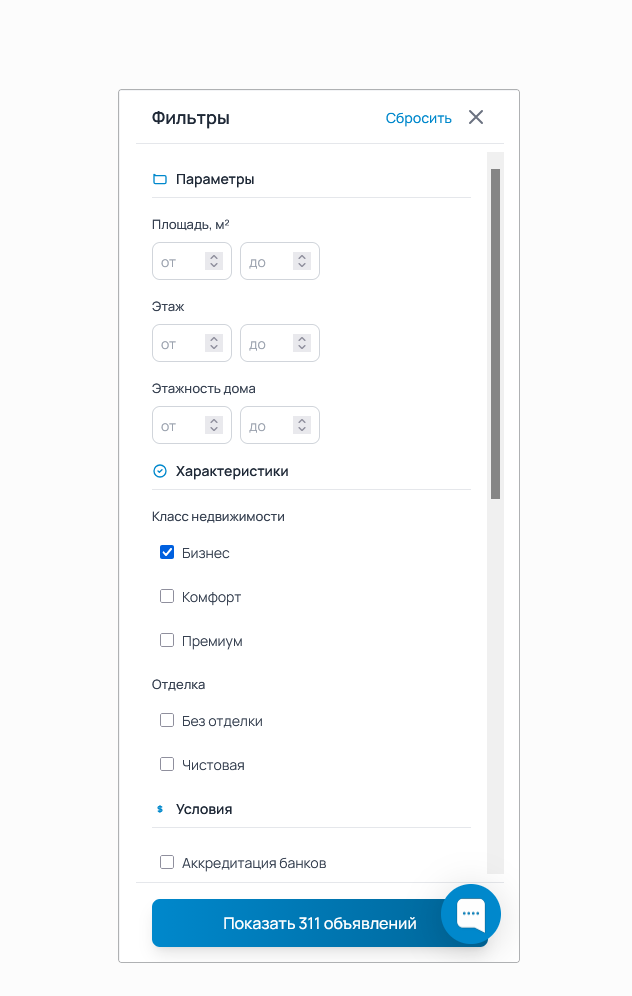 Фильтры
Сбросить
Параметры
Площадь, м²
от до
Этаж
от до
Этажность дома
от до
Характеристики
Класс недвижимости
Бизнес
Комфорт
Премиум
Отделка
Без отделки
Чистовая
$ Условия
Аккредитация банков
Показать 311 объявлений